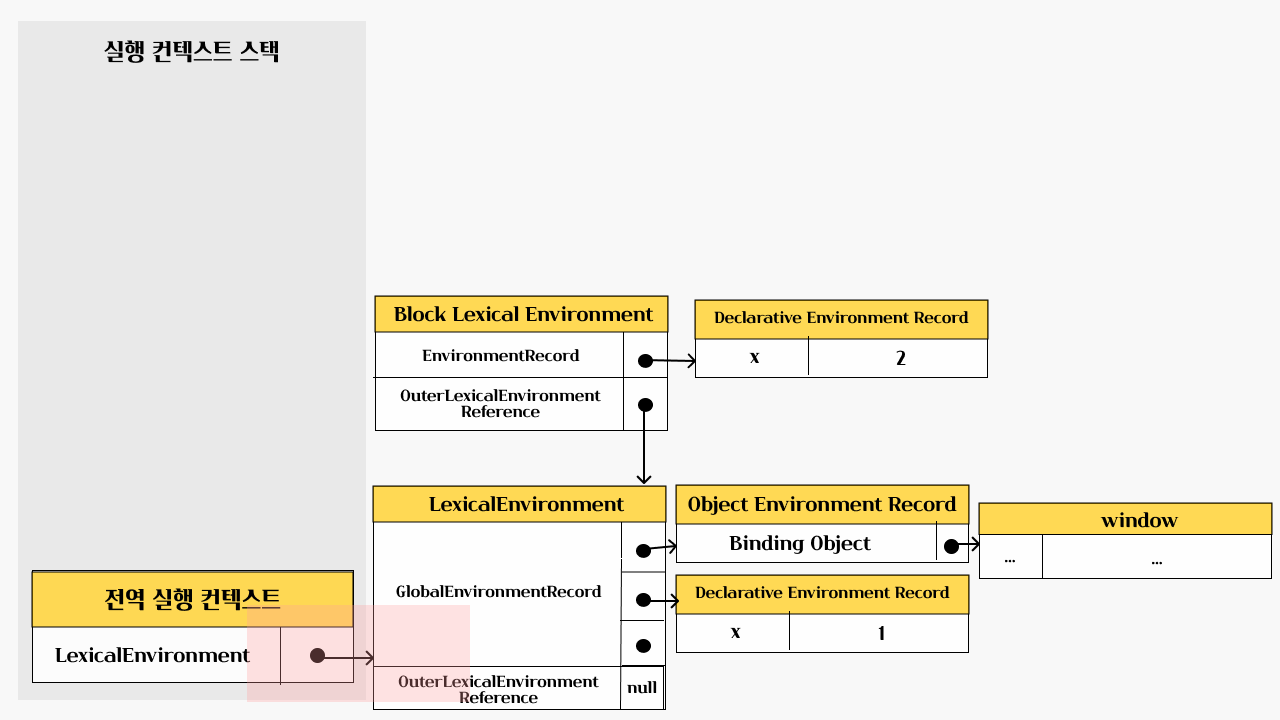 실행 컨텍스트 스택
Block Lexical Environment
EnvironmentRecord
OuterLexicalEnvironment
Reference
Declarative Environment Record
x 2
LexicalEnvironment
GlobalEnvironmentRecord
OuterLexicalEnvironment
Reference
null
Object Environment Record
Binding Object
window
... ...
Declarative Environment Record
x 1
전역 실행 컨텍스트
LexicalEnvironment